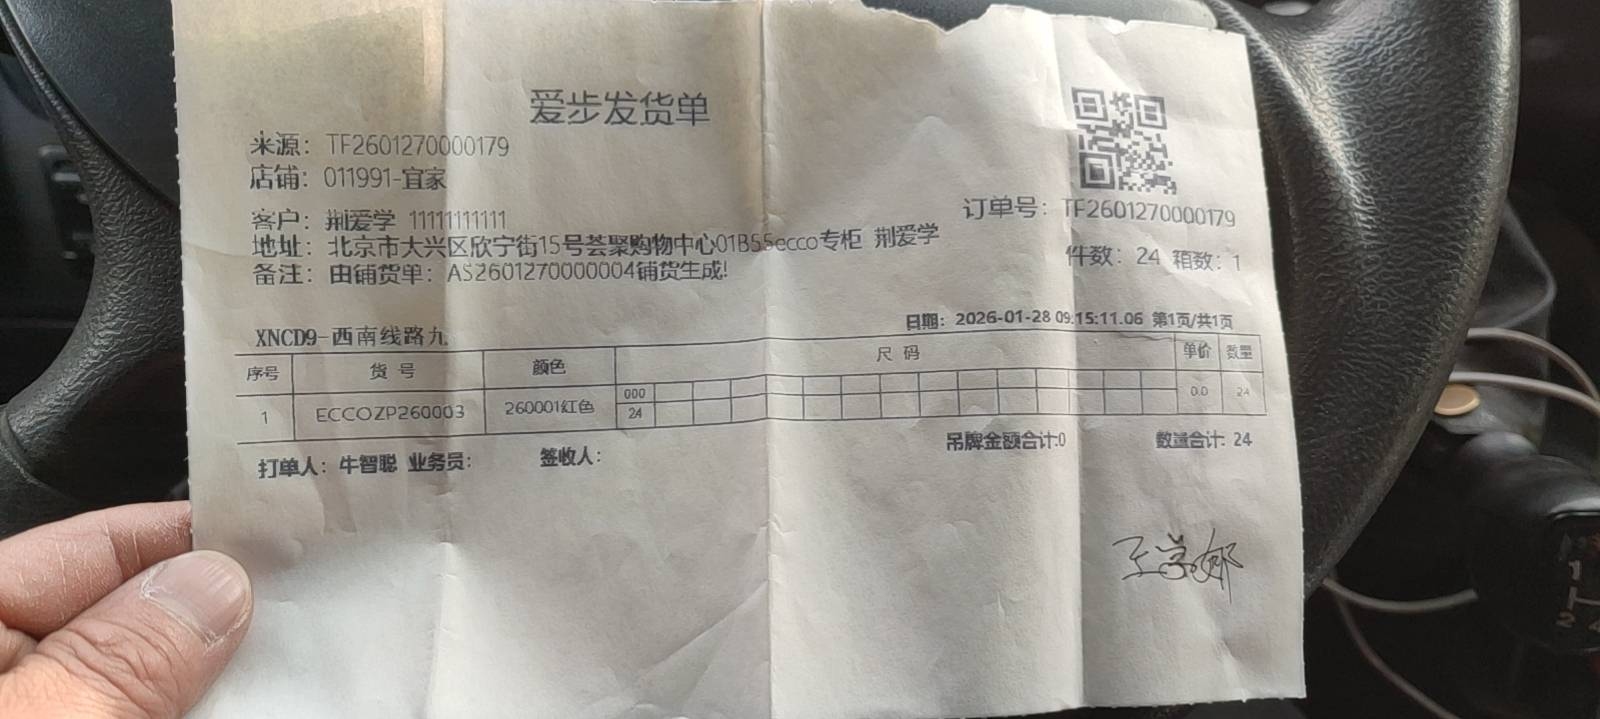 爱步发货单
来源：TF2601270000179
店铺：011991-宜家
客户：荆爱学 11111111111
订单号：TF2601270000179
地址：北京市大兴区欣宁街15号荟聚购物中心01B55ecco专柜 荆爱学
件数：24 箱数：1
备注：由铺货单：AS2601270000004铺货生成!
日期：2026-01-28 09:15:11.06 第1页/共1页
XNCD9-西南线路九
序号 货号 颜色 尺码 单价 数量
000
1 ECCOZP260003 260001红色 24 0.0 24
吊牌金额合计:0 数量合计: 24
打单人：牛智聪 业务员： 签收人：
王学娜
1
2 4